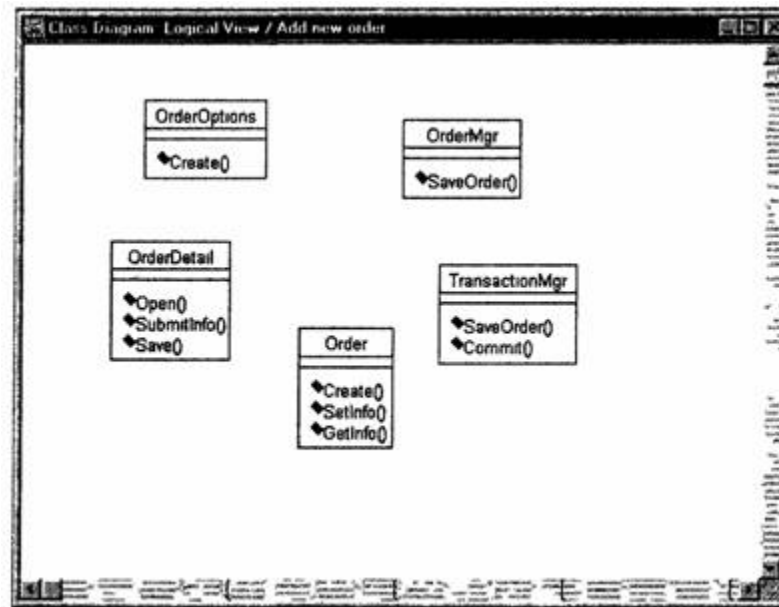 Class Diagram Logical View / Add new order
OrderOptions
Create()
OrderMgr
SaveOrder()
OrderDetail
Open()
SubmitInfo()
Save()
TransactionMgr
SaveOrder()
Commit()
Order
Create()
SetInfo()
GetInfo()